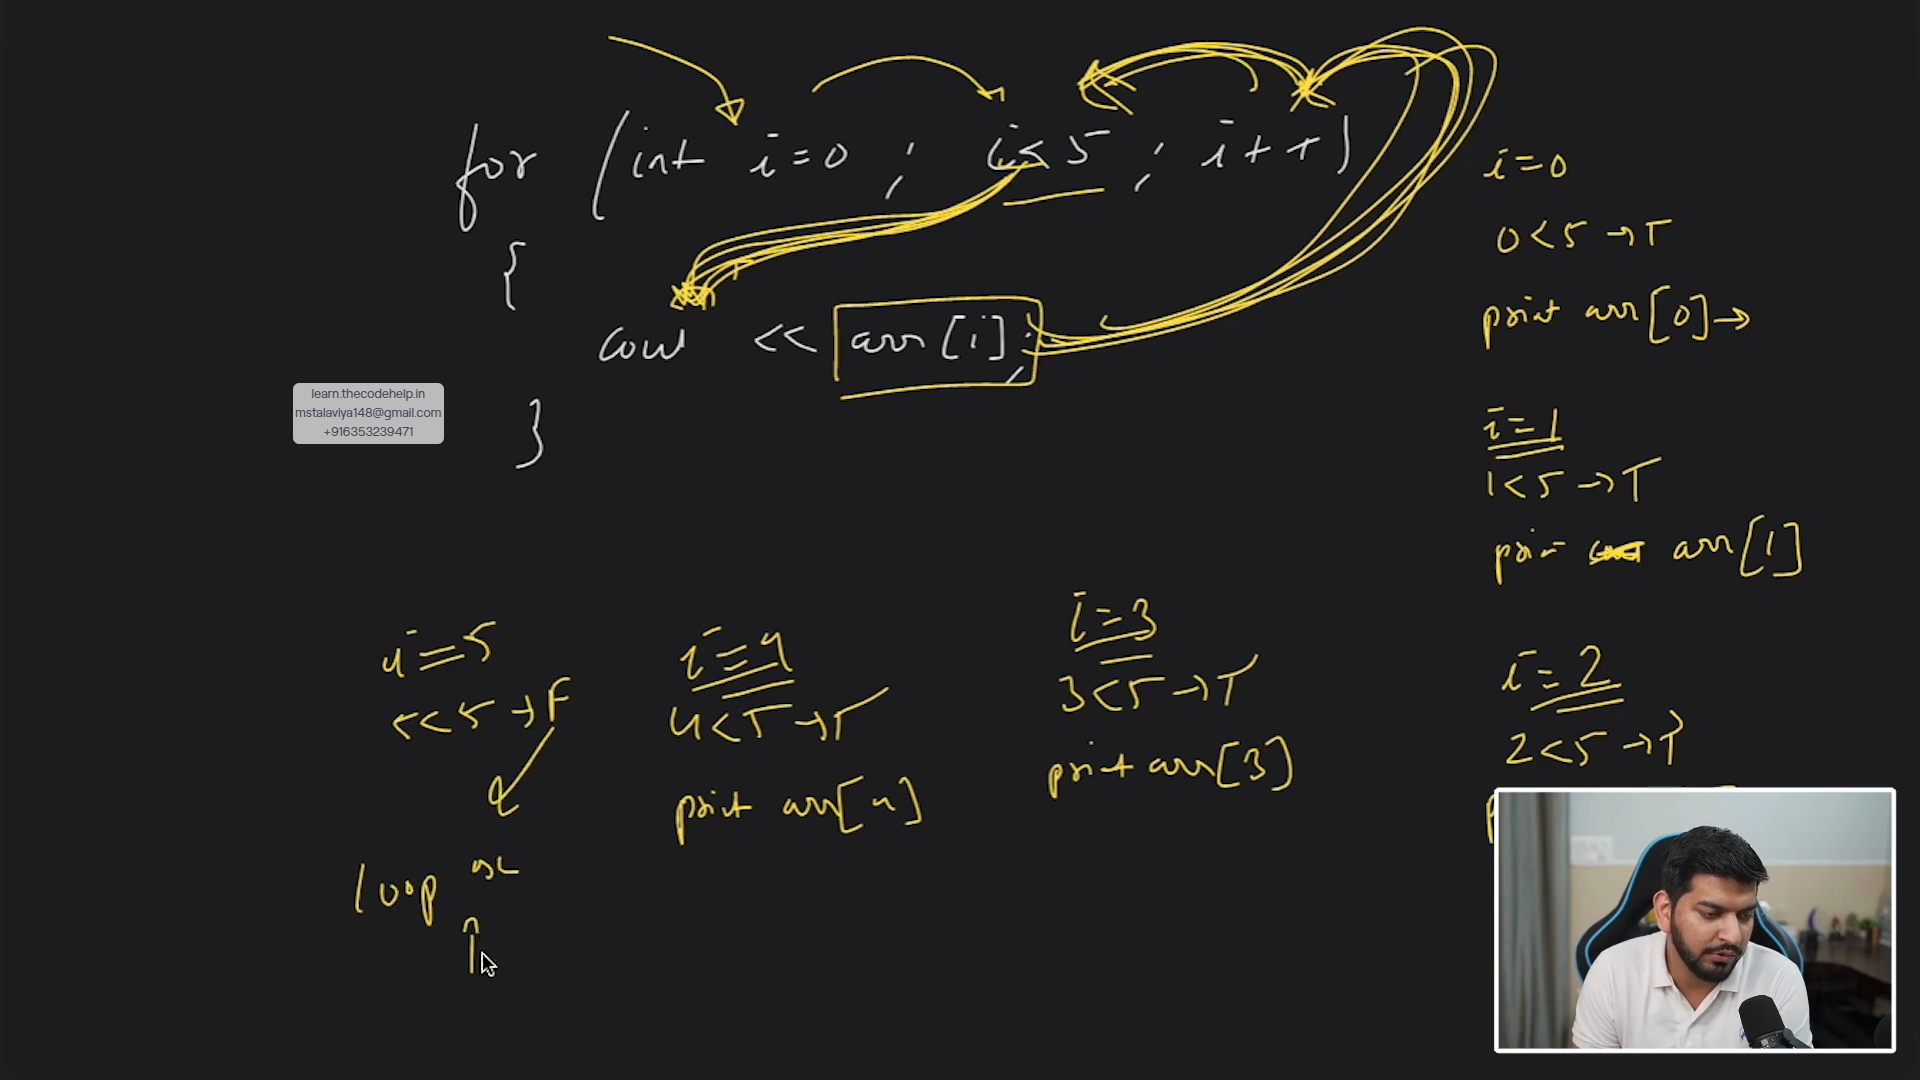 for (int i=0 ; i<5 ; i++)
{
cout << arr[i];
}
learn.thecodehelp.in
mstalaviya148@gmail.com
+916353239471
i=0
0<5 → T
print arr[0] →
i=1
1<5 → T
print arr[1]
i=2
2<5 → T
i=3
3<5 → T
print arr[3]
i=4
4<5 → T
print arr[4]
i=5
5<5 → F
loop